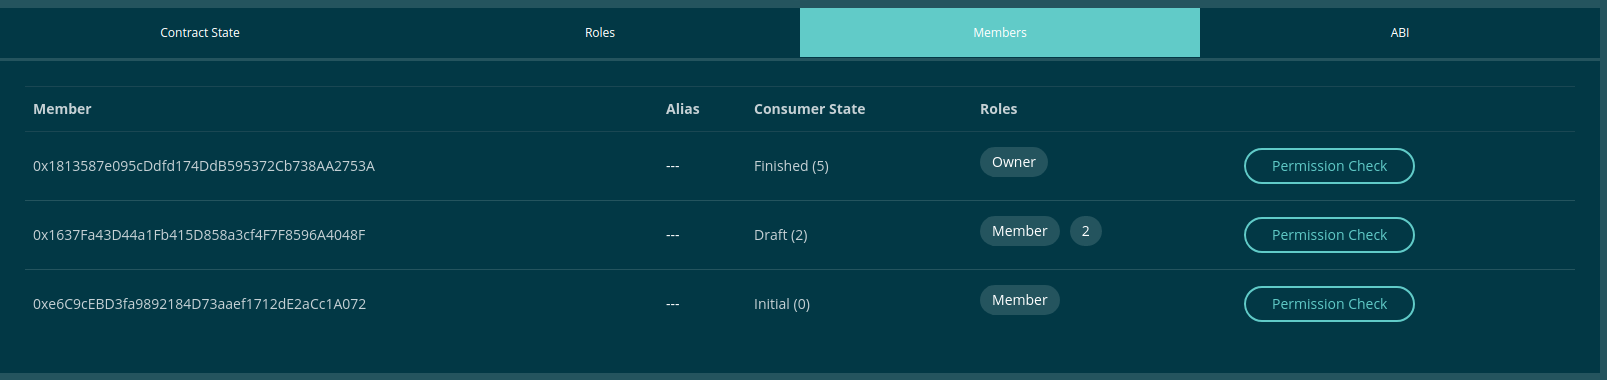 Contract State Roles Members ABI
Member Alias Consumer State Roles
0x1813587e095cDdfd174DdB595372Cb738AA2753A --- Finished (5) Owner Permission Check
0x1637Fa43D44a1Fb415D858a3cf4F7F8596A4048F --- Draft (2) Member 2 Permission Check
0xe6C9cEBD3fa9892184D73aaef1712dE2aCc1A072 --- Initial (0) Member Permission Check